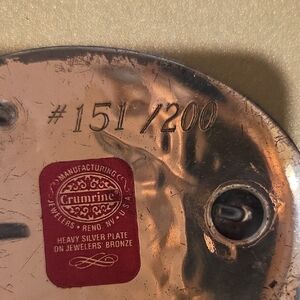 #151/200
MANUFACTURING
Crumrine
JEWELERS • RENO, NV • U.S.A.
HEAVY SILVER PLATE
ON JEWELERS' BRONZE